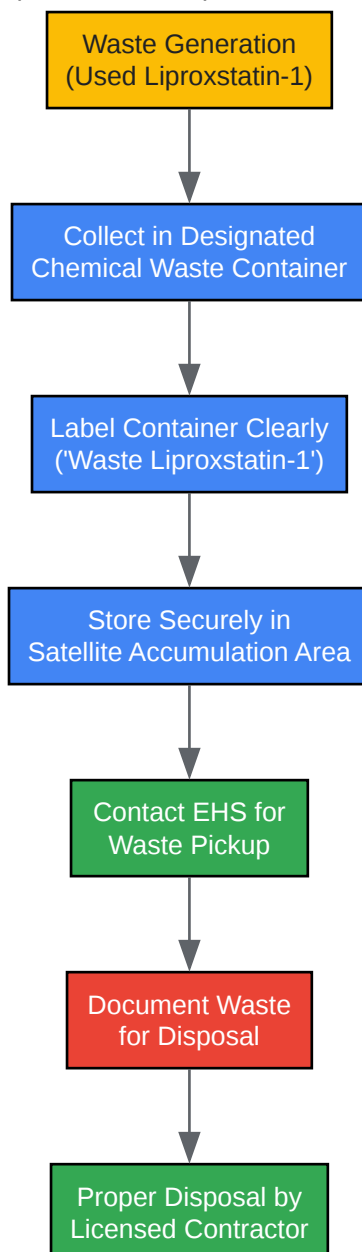 Waste Generation
(Used Liproxstatin-1)
Collect in Designated
Chemical Waste Container
Label Container Clearly
('Waste Liproxstatin-1')
Store Securely in
Satellite Accumulation Area
Contact EHS for
Waste Pickup
Document Waste
for Disposal
Proper Disposal by
Licensed Contractor